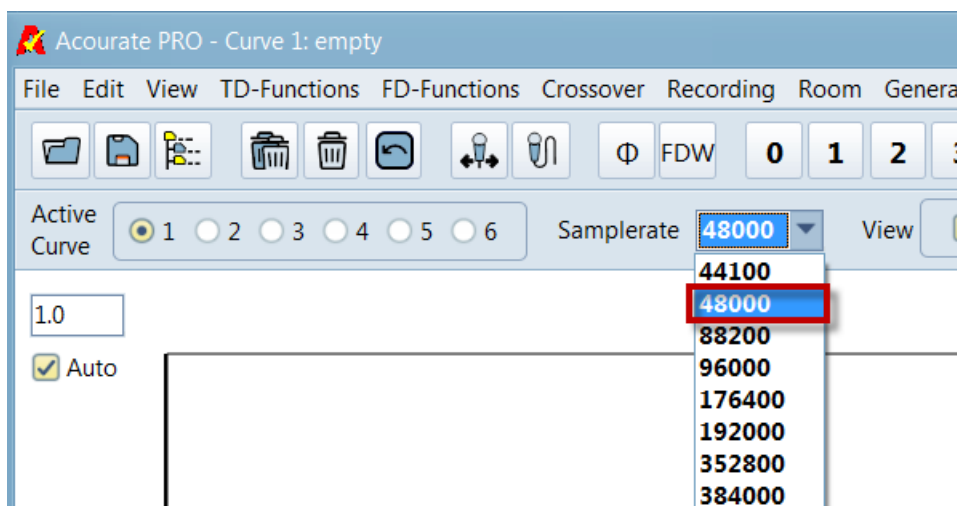 Acourate PRO - Curve 1: empty
File Edit View TD-Functions FD-Functions Crossover Recording Room Genera
Φ FDW 0 1 2
Active Curve 1 2 3 4 5 6 Samplerate 48000 View
44100
1.0
48000
88200
Auto
96000
176400
192000
352800
384000